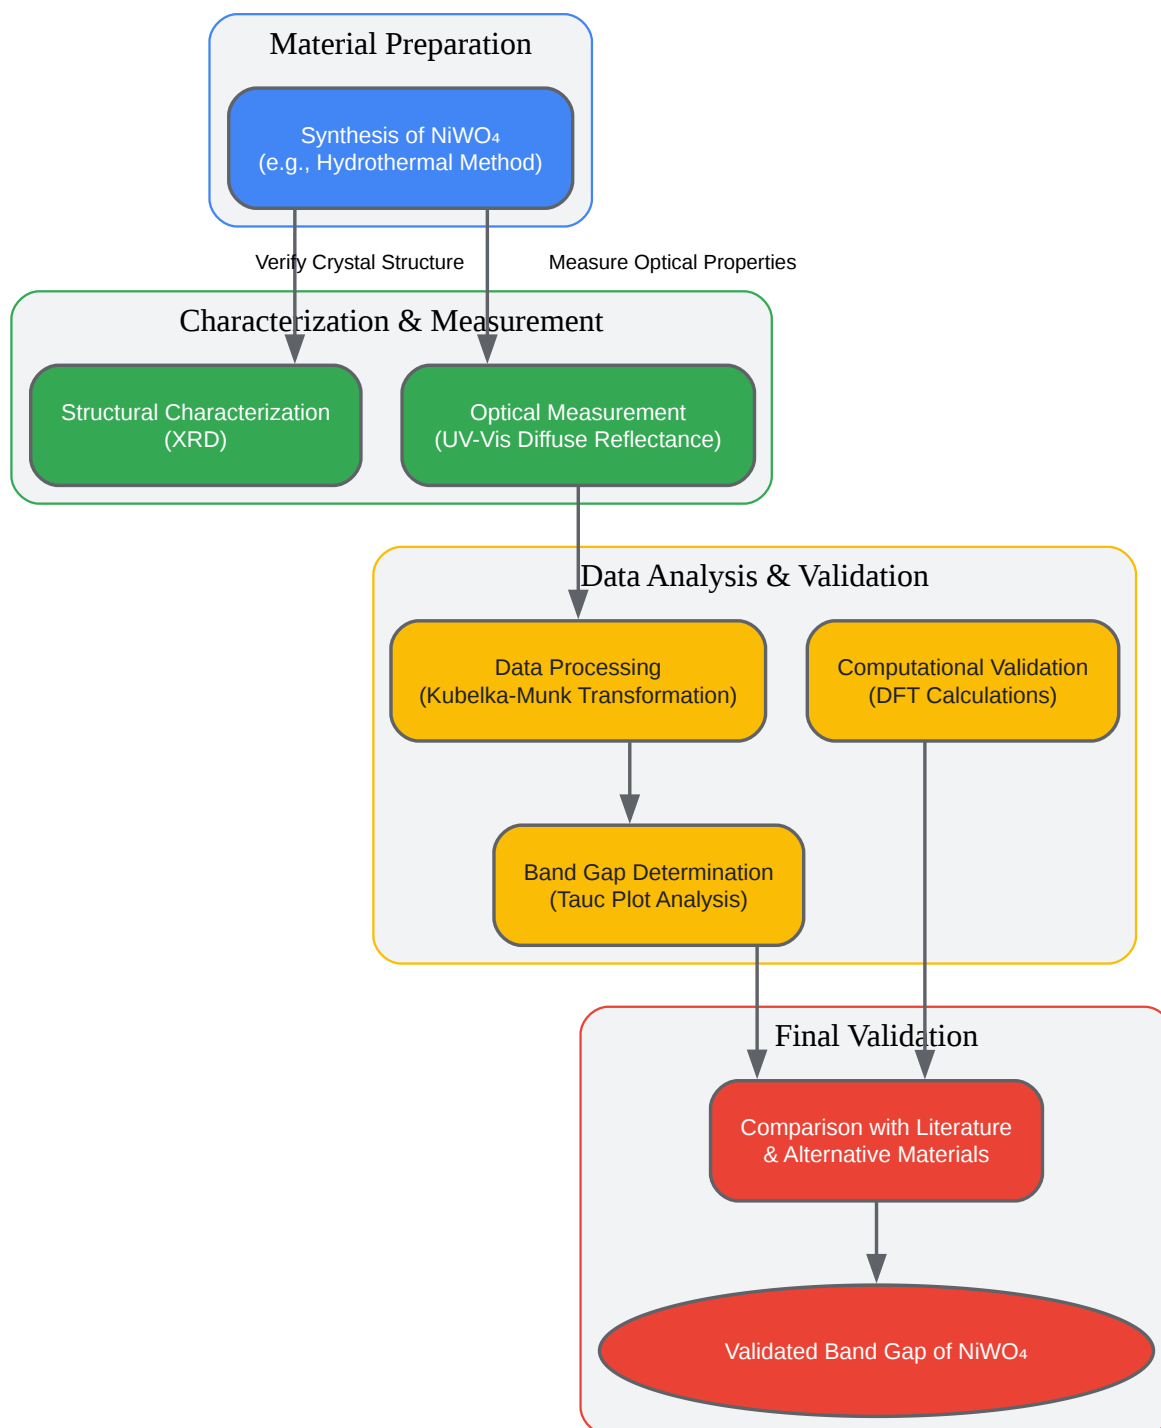 Material Preparation
Synthesis of NiWO₄
(e.g., Hydrothermal Method)
Verify Crystal Structure
Measure Optical Properties
Characterization & Measurement
Structural Characterization
(XRD)
Optical Measurement
(UV-Vis Diffuse Reflectance)
Data Analysis & Validation
Data Processing
(Kubelka-Munk Transformation)
Computational Validation
(DFT Calculations)
Band Gap Determination
(Tauc Plot Analysis)
Final Validation
Comparison with Literature
& Alternative Materials
Validated Band Gap of NiWO₄